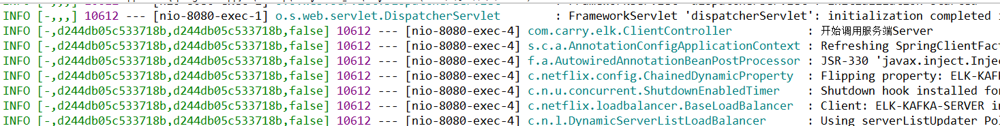 INFO [-,,,] 10612 --- [nio-8080-exec-1] o.s.web.servlet.DispatcherServlet : FrameworkServlet 'dispatcherServlet': initialization completed i
INFO [-,d244db05c533718b,d244db05c533718b,false] 10612 --- [nio-8080-exec-4] com.carry.elk.ClientController : 开始调用服务端Server
INFO [-,d244db05c533718b,d244db05c533718b,false] 10612 --- [nio-8080-exec-4] s.c.a.AnnotationConfigApplicationContext : Refreshing SpringClientFact
INFO [-,d244db05c533718b,d244db05c533718b,false] 10612 --- [nio-8080-exec-4] f.a.AutowiredAnnotationBeanPostProcessor : JSR-330 'javax.inject.Injec
INFO [-,d244db05c533718b,d244db05c533718b,false] 10612 --- [nio-8080-exec-4] c.netflix.config.ChainedDynamicProperty : Flipping property: ELK-KAFK
INFO [-,d244db05c533718b,d244db05c533718b,false] 10612 --- [nio-8080-exec-4] c.n.u.concurrent.ShutdownEnabledTimer : Shutdown hook installed for
INFO [-,d244db05c533718b,d244db05c533718b,false] 10612 --- [nio-8080-exec-4] c.netflix.loadbalancer.BaseLoadBalancer : Client: ELK-KAFKA-SERVER in
INFO [-,d244db05c533718b,d244db05c533718b,false] 10612 --- [nio-8080-exec-4] c.n.l.DynamicServerListLoadBalancer : Using serverListUpdater Pol